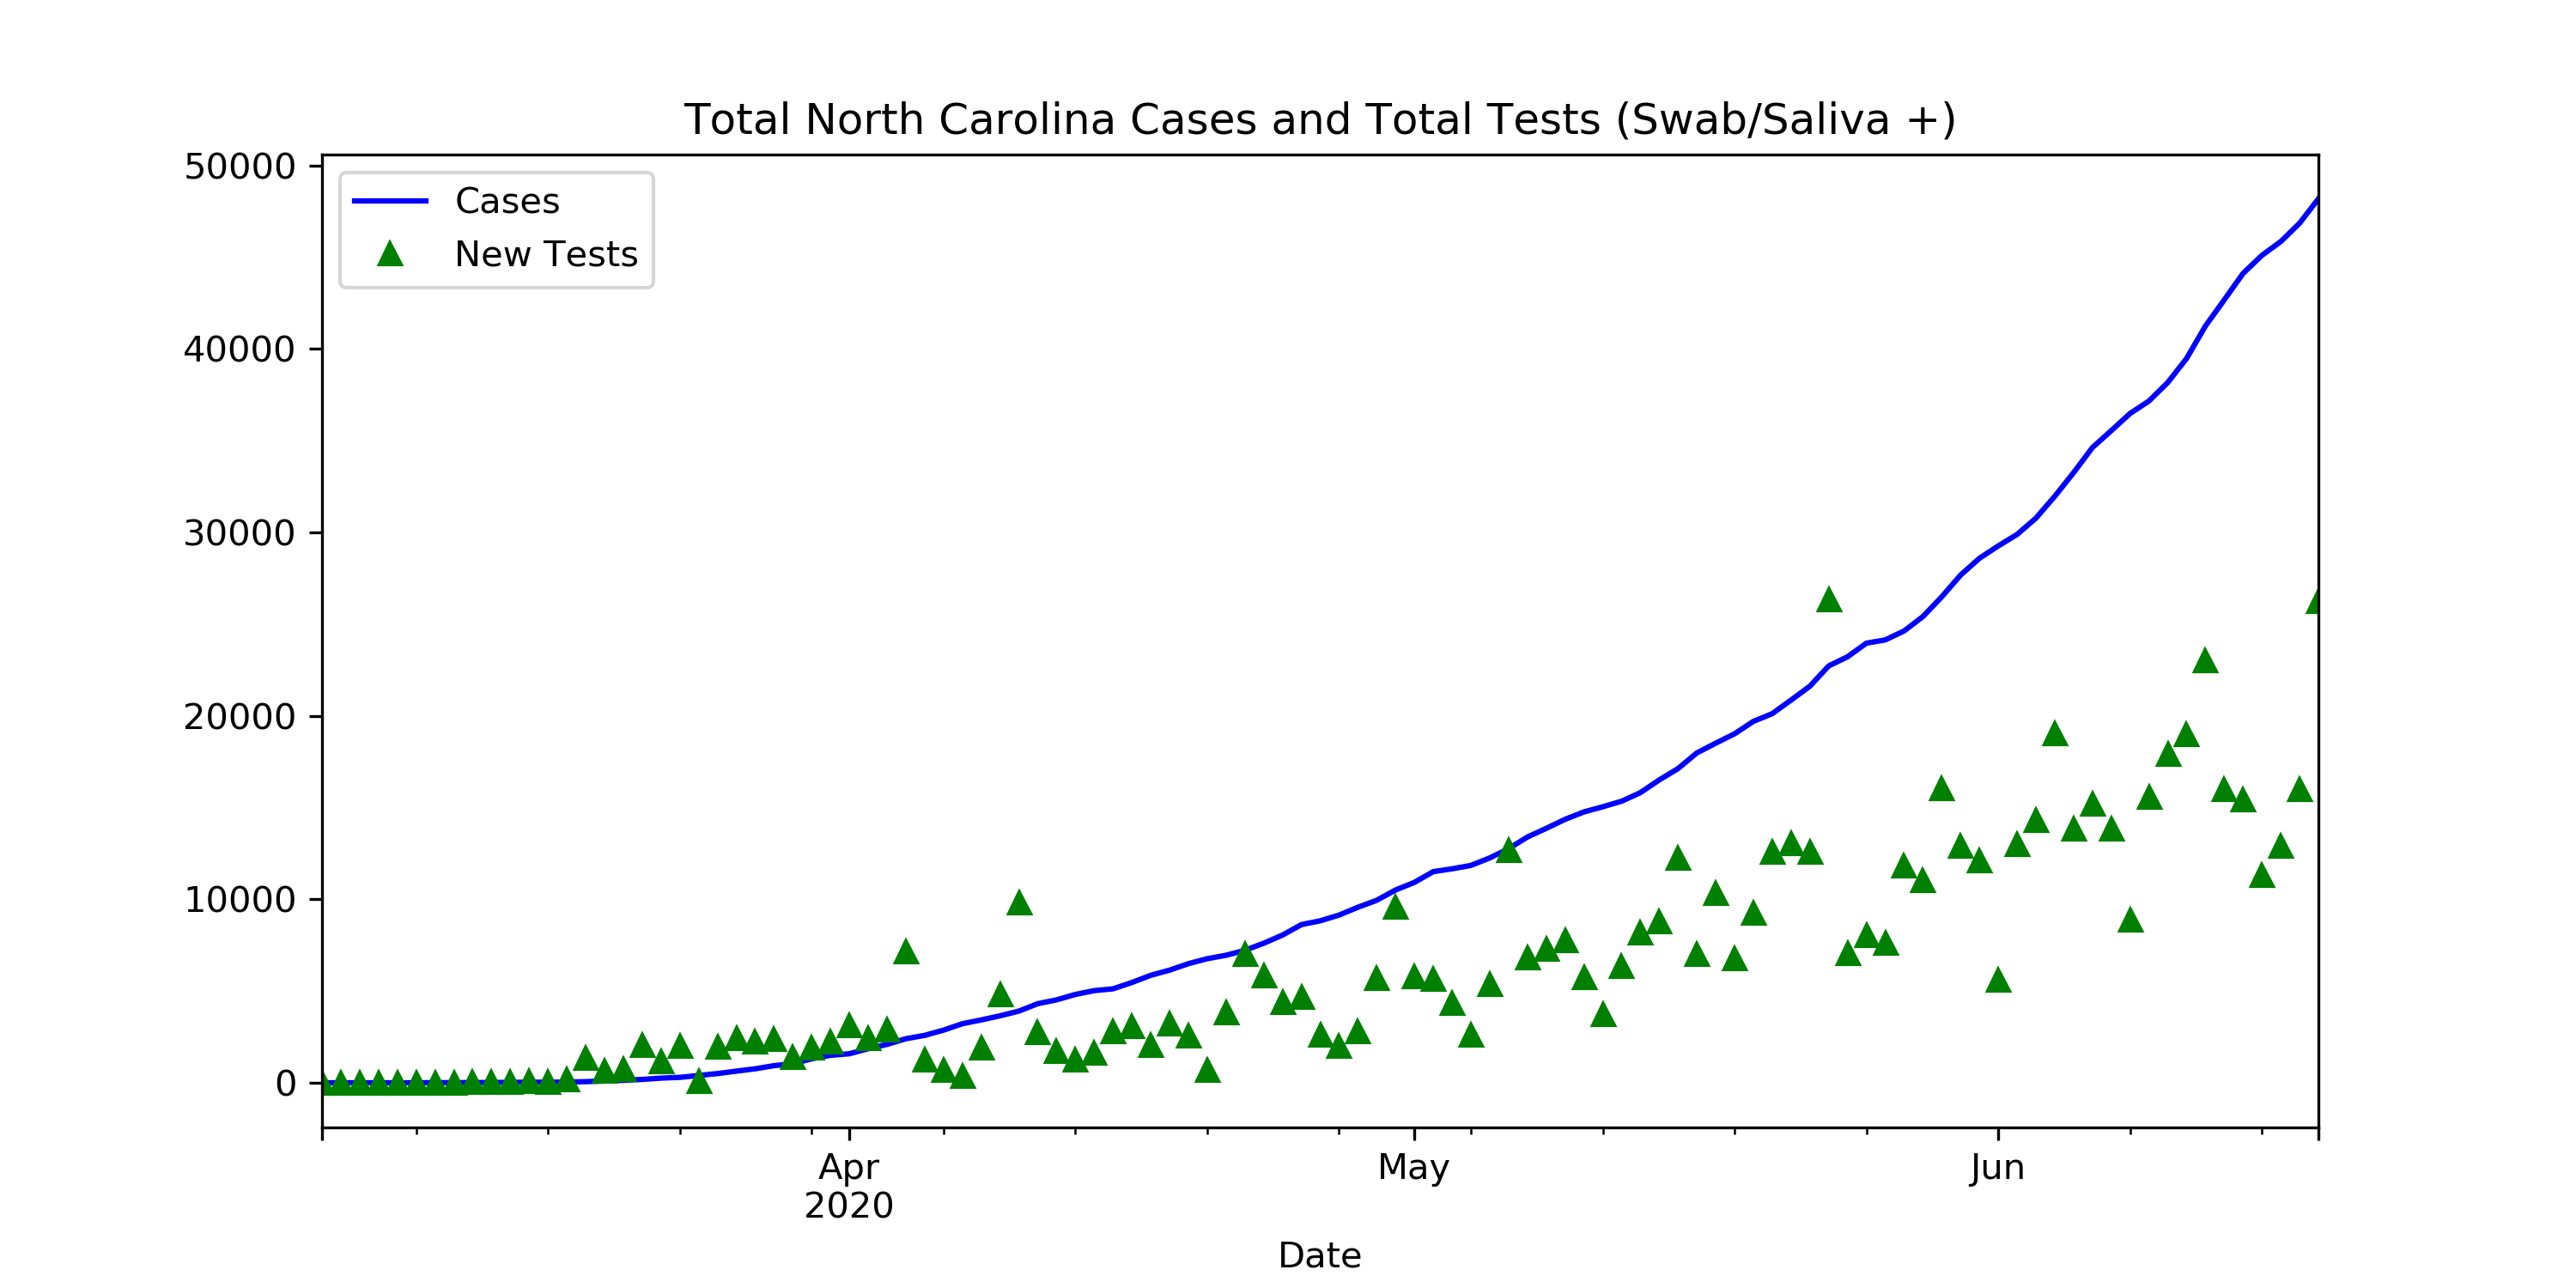 Total North Carolina Cases and Total Tests (Swab/Saliva +)
50000
Cases
New Tests
40000
30000
20000
10000
0
Apr
May
Jun
2020
Date